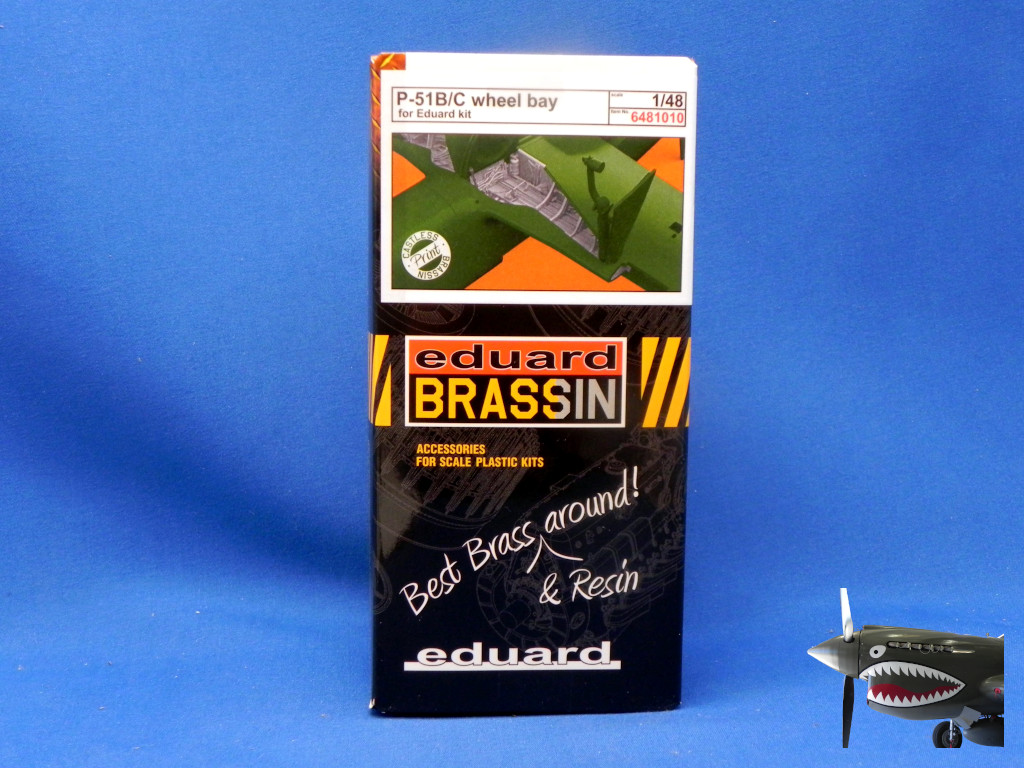 P-51B/C wheel bay
for Eduard kit
scale
1/48
Item No.
6481010
CASTLESS
Print
BRASSIN
eduard
BRASSIN
ACCESSORIES
FOR SCALE PLASTIC KITS
Best Brass around!
& Resin
eduard